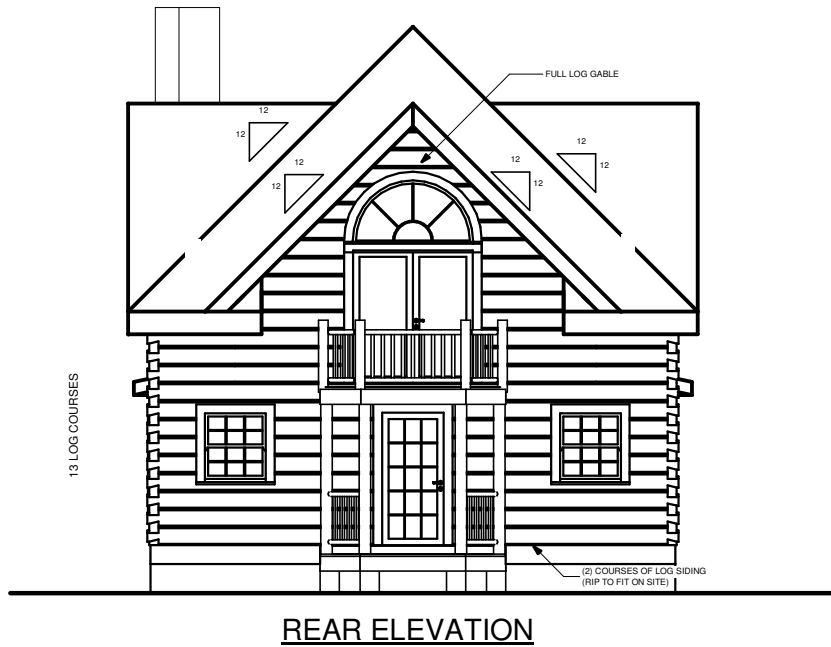 FULL LOG GABLE
12
12
12
12
12
12
12
12
13 LOG COURSES
(2) COURSES OF LOG SIDING
(RIP TO FIT ON SITE)
REAR ELEVATION